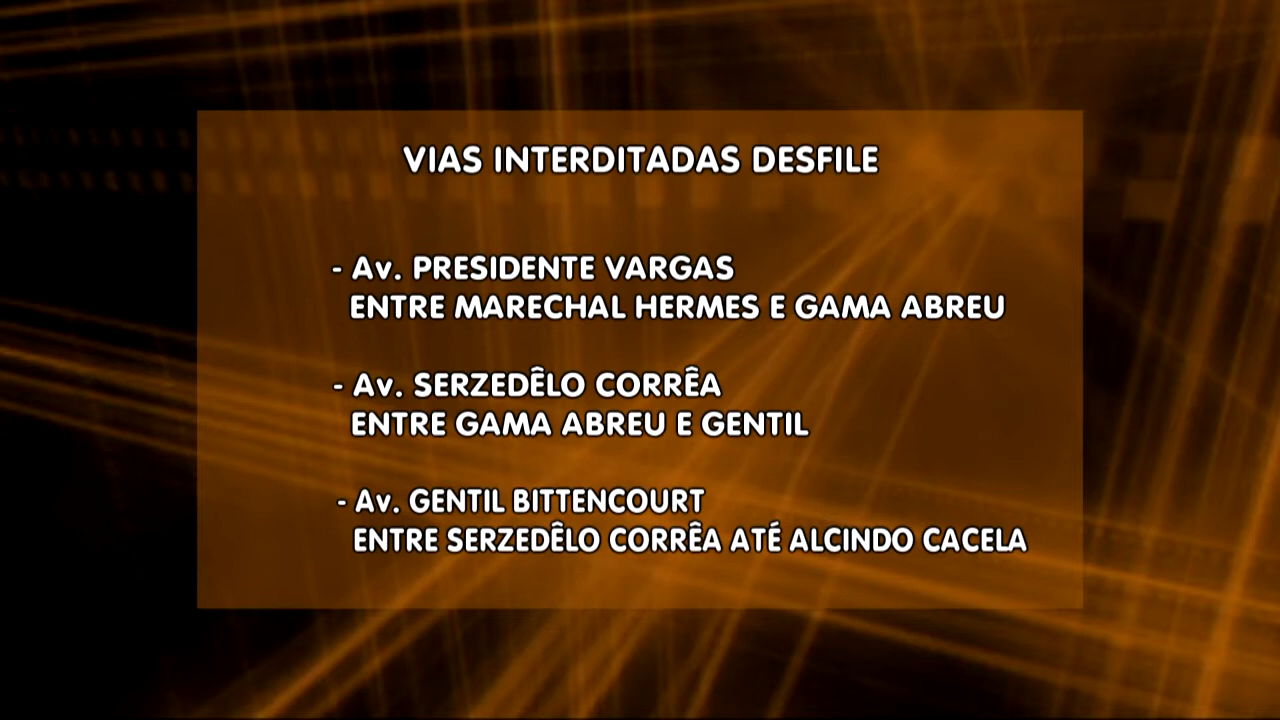 VIAS INTERDITADAS DESFILE
- Av. PRESIDENTE VARGAS
ENTRE MARECHAL HERMES E GAMA ABREU
- Av. SERZEDÊLO CORRÊA
ENTRE GAMA ABREU E GENTIL
- Av. GENTIL BITTENCOURT
ENTRE SERZEDÊLO CORRÊA ATÉ ALCINDO CACELA